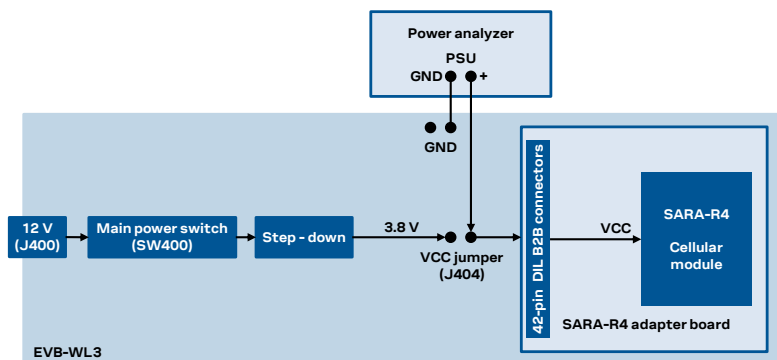 Power analyzer
PSU
GND
+
GND
12 V
(J400)
Main power switch
(SW400)
Step - down
3.8 V
VCC jumper
(J404)
42-pin DIL B2B connectors
VCC
SARA-R4
Cellular
module
SARA-R4 adapter board
EVB-WL3